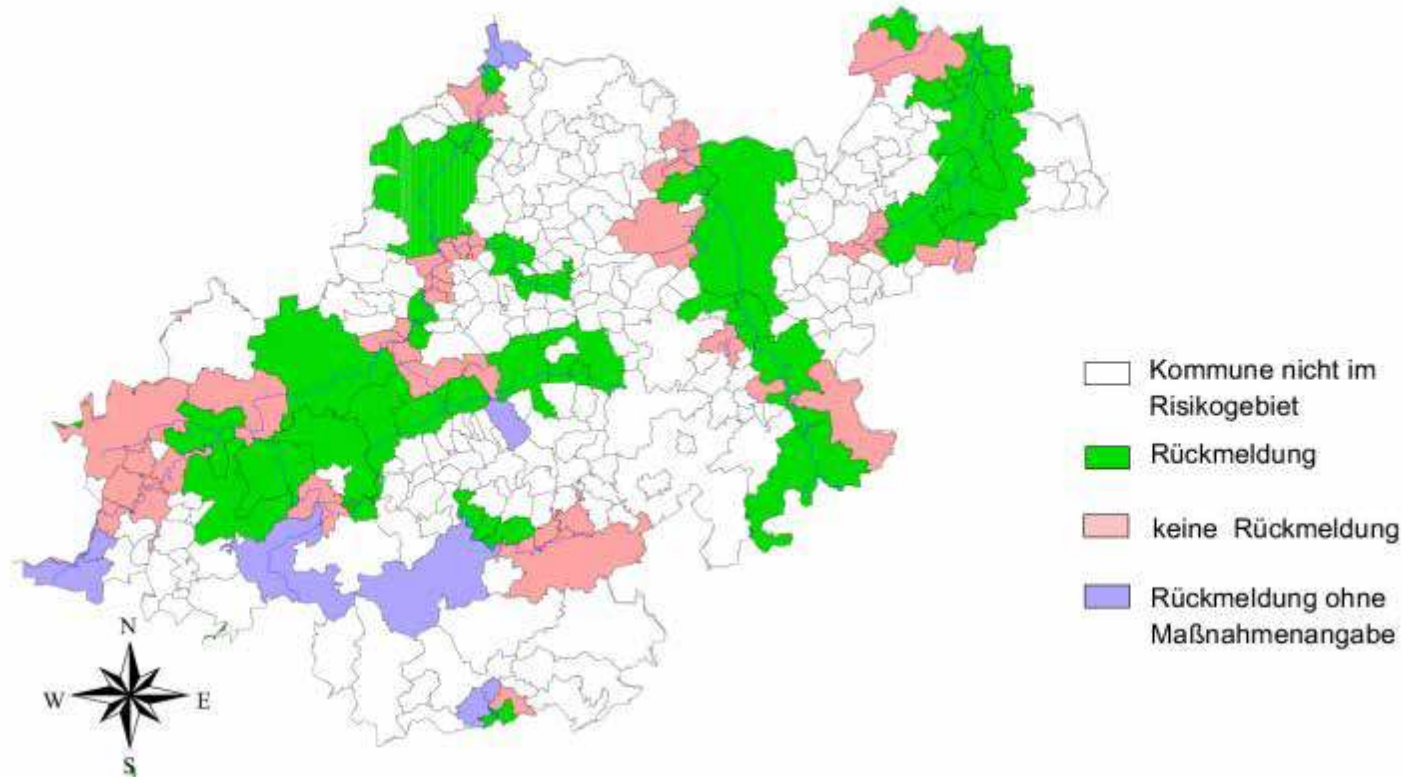 Kommune nicht im
Risikogebiet
Rückmeldung
keine Rückmeldung
Rückmeldung ohne
Maßnahmenangabe
N
W E
S